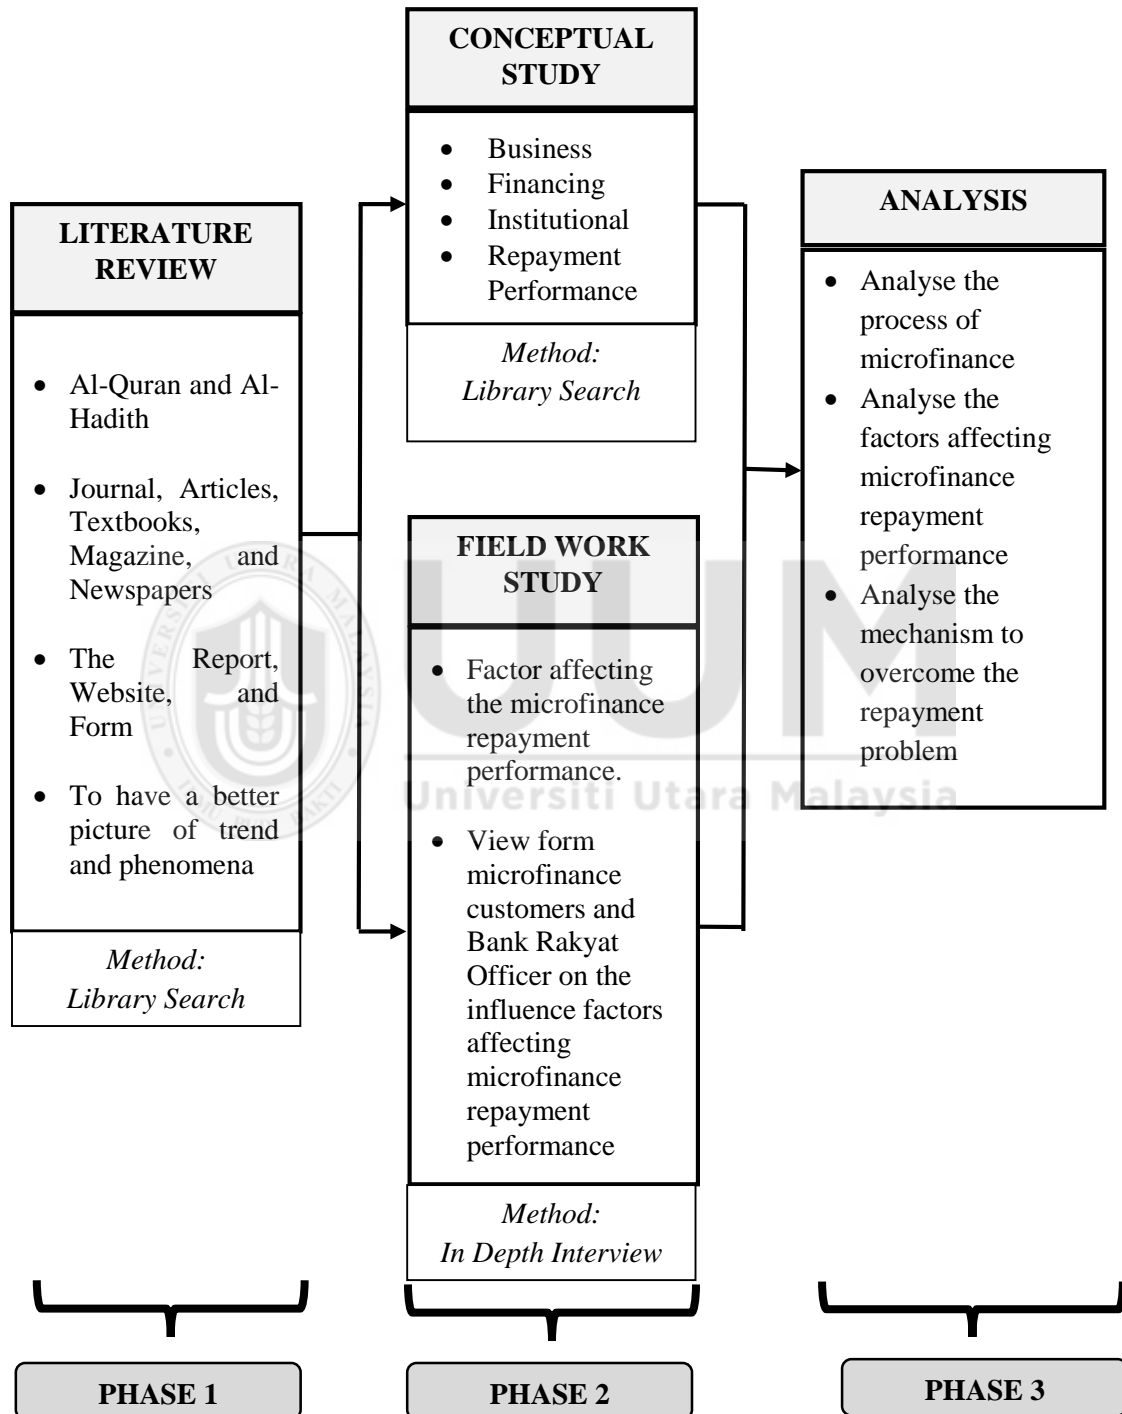 LITERATURE
REVIEW
• Al-Quran and Al-
Hadith
• Journal, Articles,
Textbooks,
Magazine, and
Newspapers
• The Report,
Website, and
Form
• To have a better
picture of trend
and phenomena
Method:
Library Search
CONCEPTUAL
STUDY
• Business
• Financing
• Institutional
• Repayment
Performance
Method:
Library Search
FIELD WORK
STUDY
• Factor affecting
the microfinance
repayment
performance.
• View form
microfinance
customers and
Bank Rakyat
Officer on the
influence factors
affecting
microfinance
repayment
performance
Method:
In Depth Interview
ANALYSIS
• Analyse the
process of
microfinance
• Analyse the
factors affecting
microfinance
repayment
performance
• Analyse the
mechanism to
overcome the
repayment
problem
PHASE 1
PHASE 2
PHASE 3
UUM
Universiti Utara Malaysia
UNIVERSITI UTARA MALAYSIA